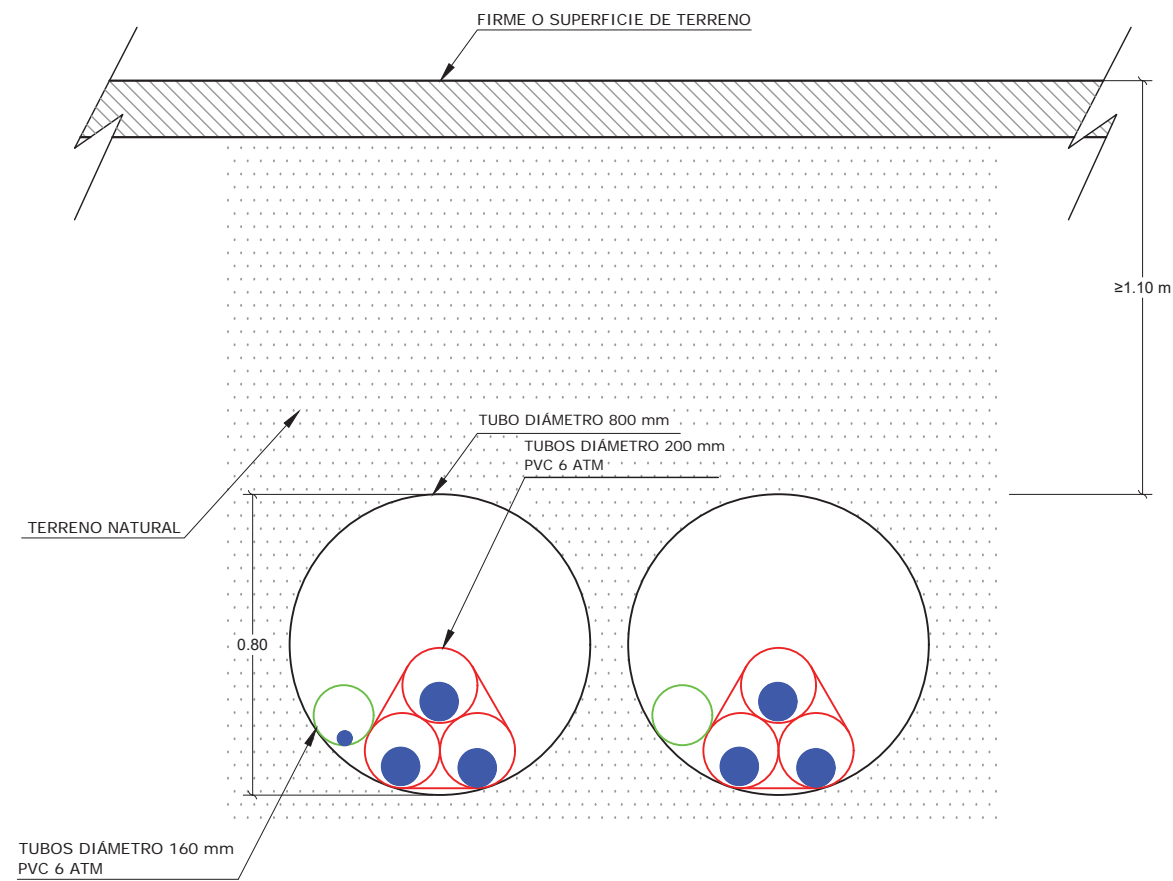 FIRME O SUPERFICIE DE TERRENO
≥1.10 m
TUBO DIÁMETRO 800 mm
TUBOS DIÁMETRO 200 mm
PVC 6 ATM
TERRENO NATURAL
0.80
TUBOS DIÁMETRO 160 mm
PVC 6 ATM